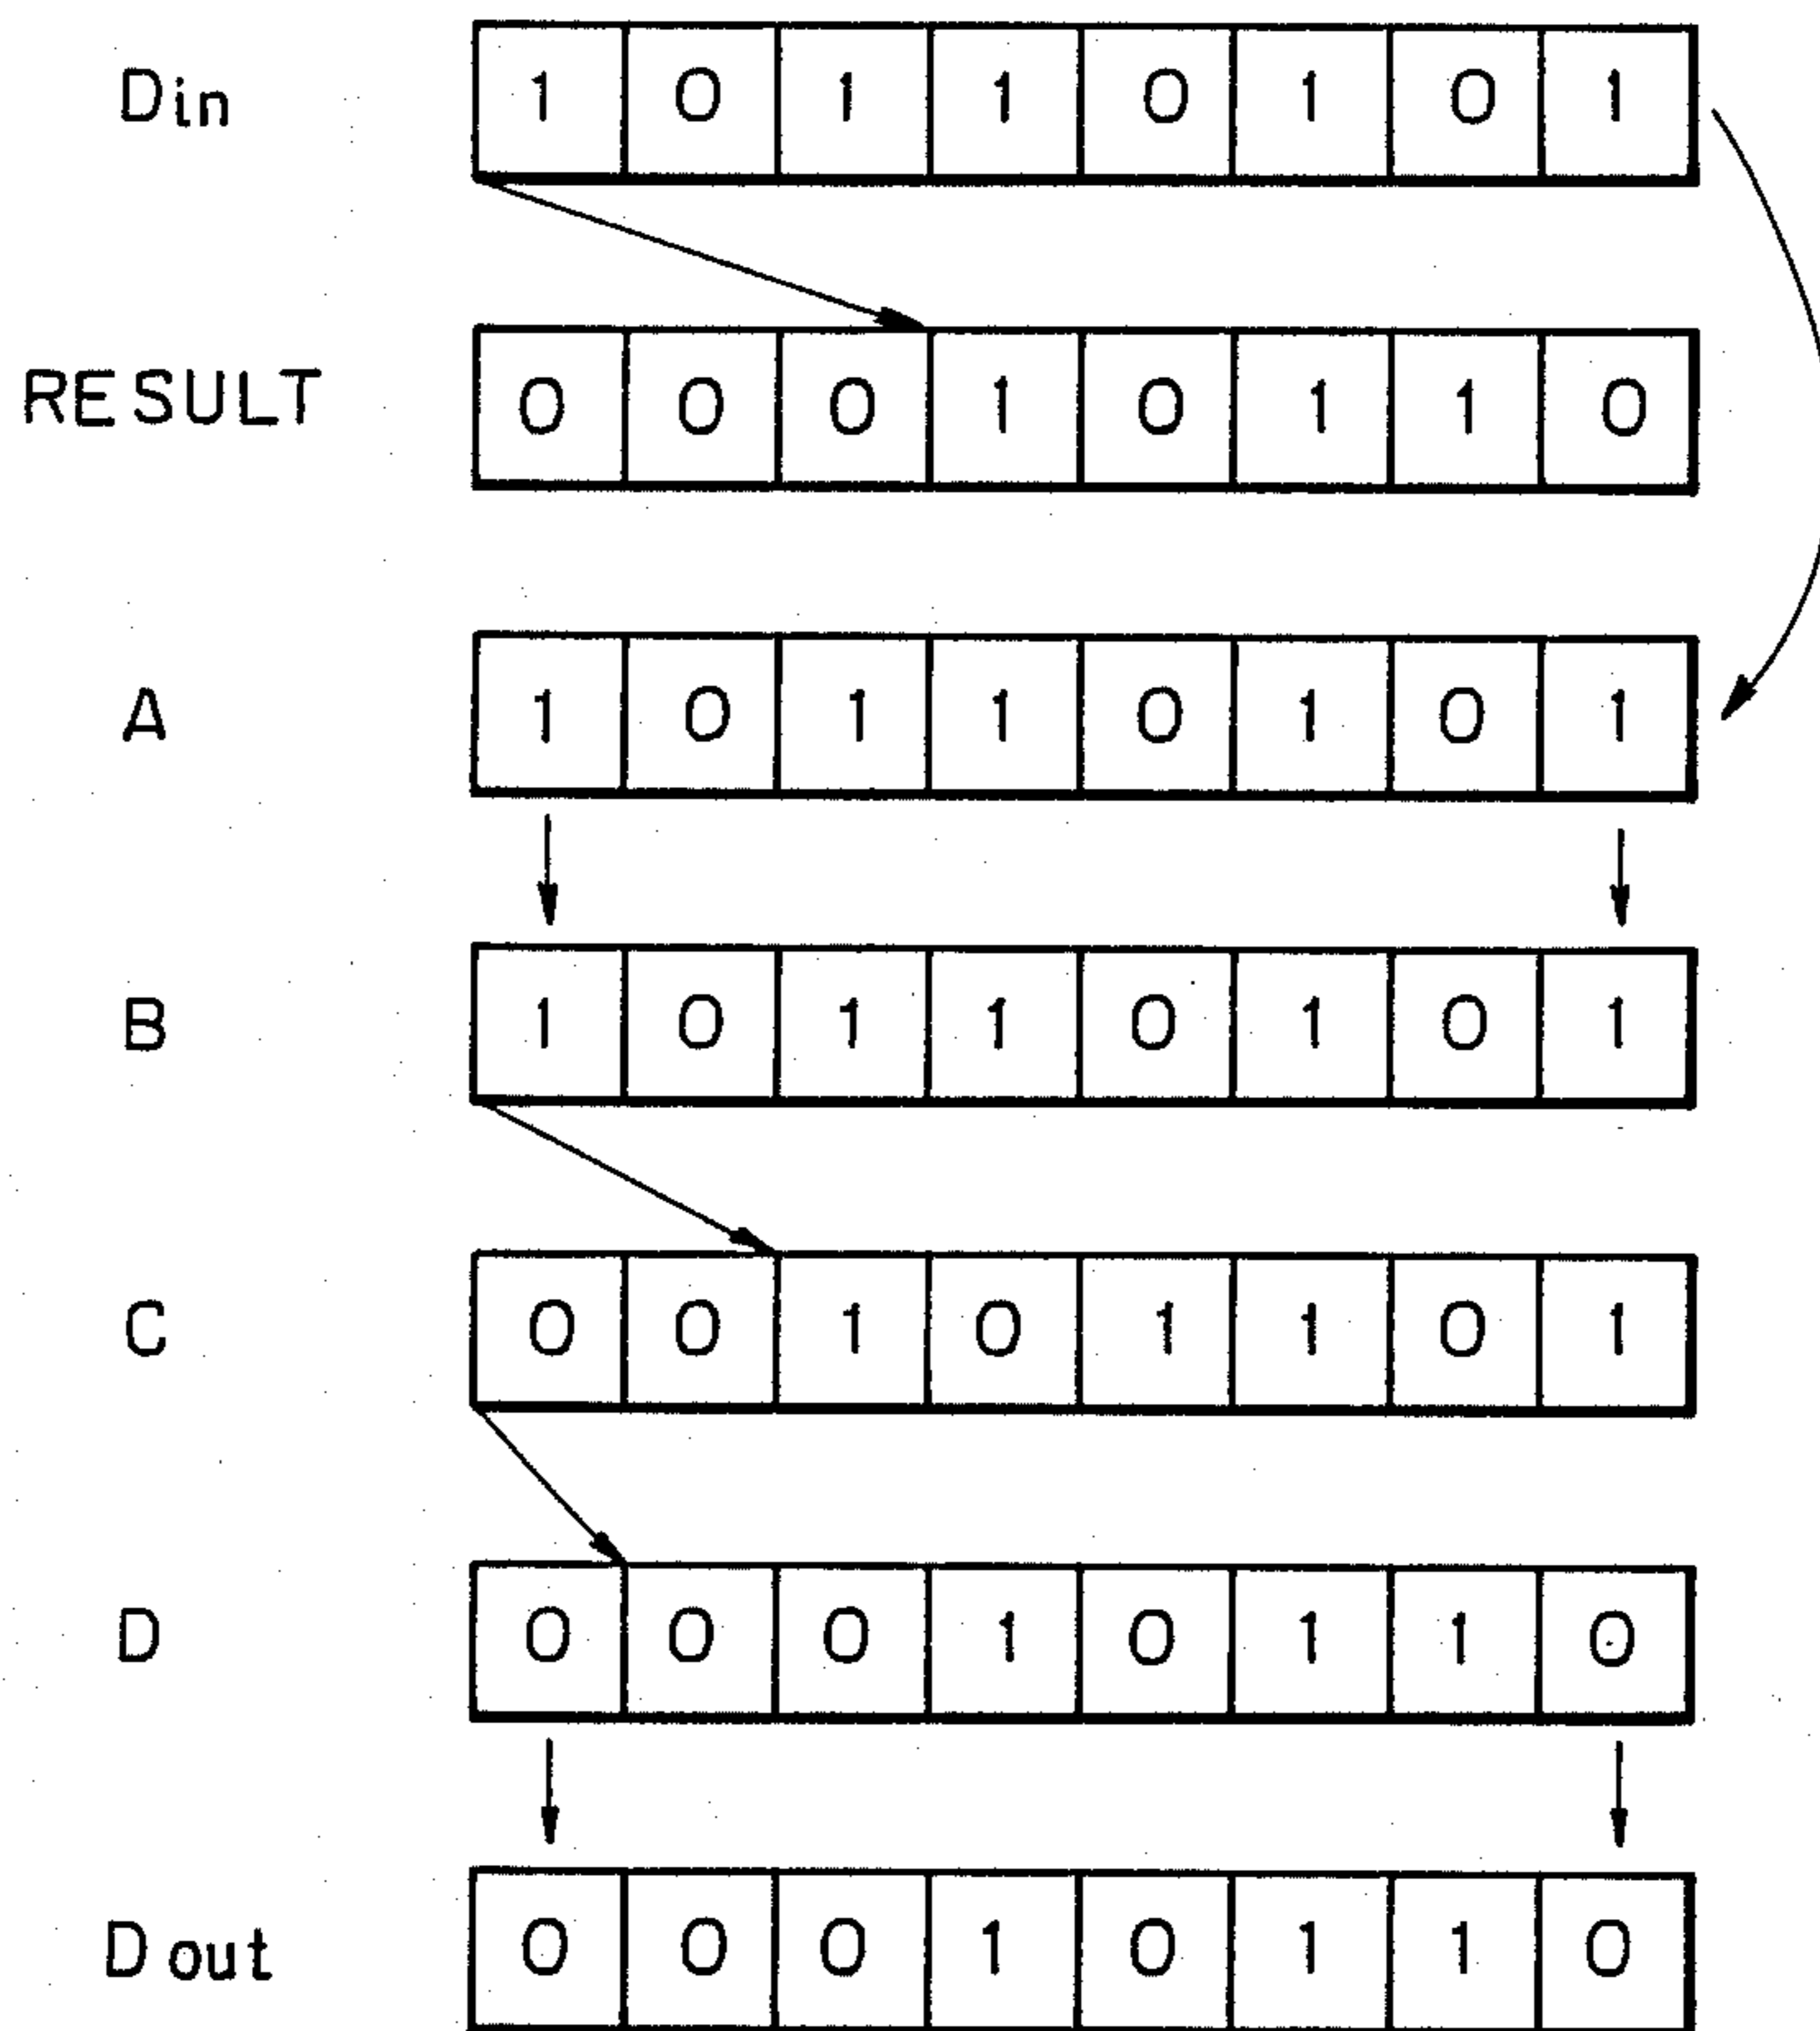 Din 1 0 1 1 0 1 0 1
RESULT 0 0 0 1 0 1 1 0
A 1 0 1 1 0 1 0 1
B 1 0 1 1 0 1 0 1
C 0 0 1 0 1 1 0 1
D 0 0 0 1 0 1 1 0
Dout 0 0 0 1 0 1 1 0